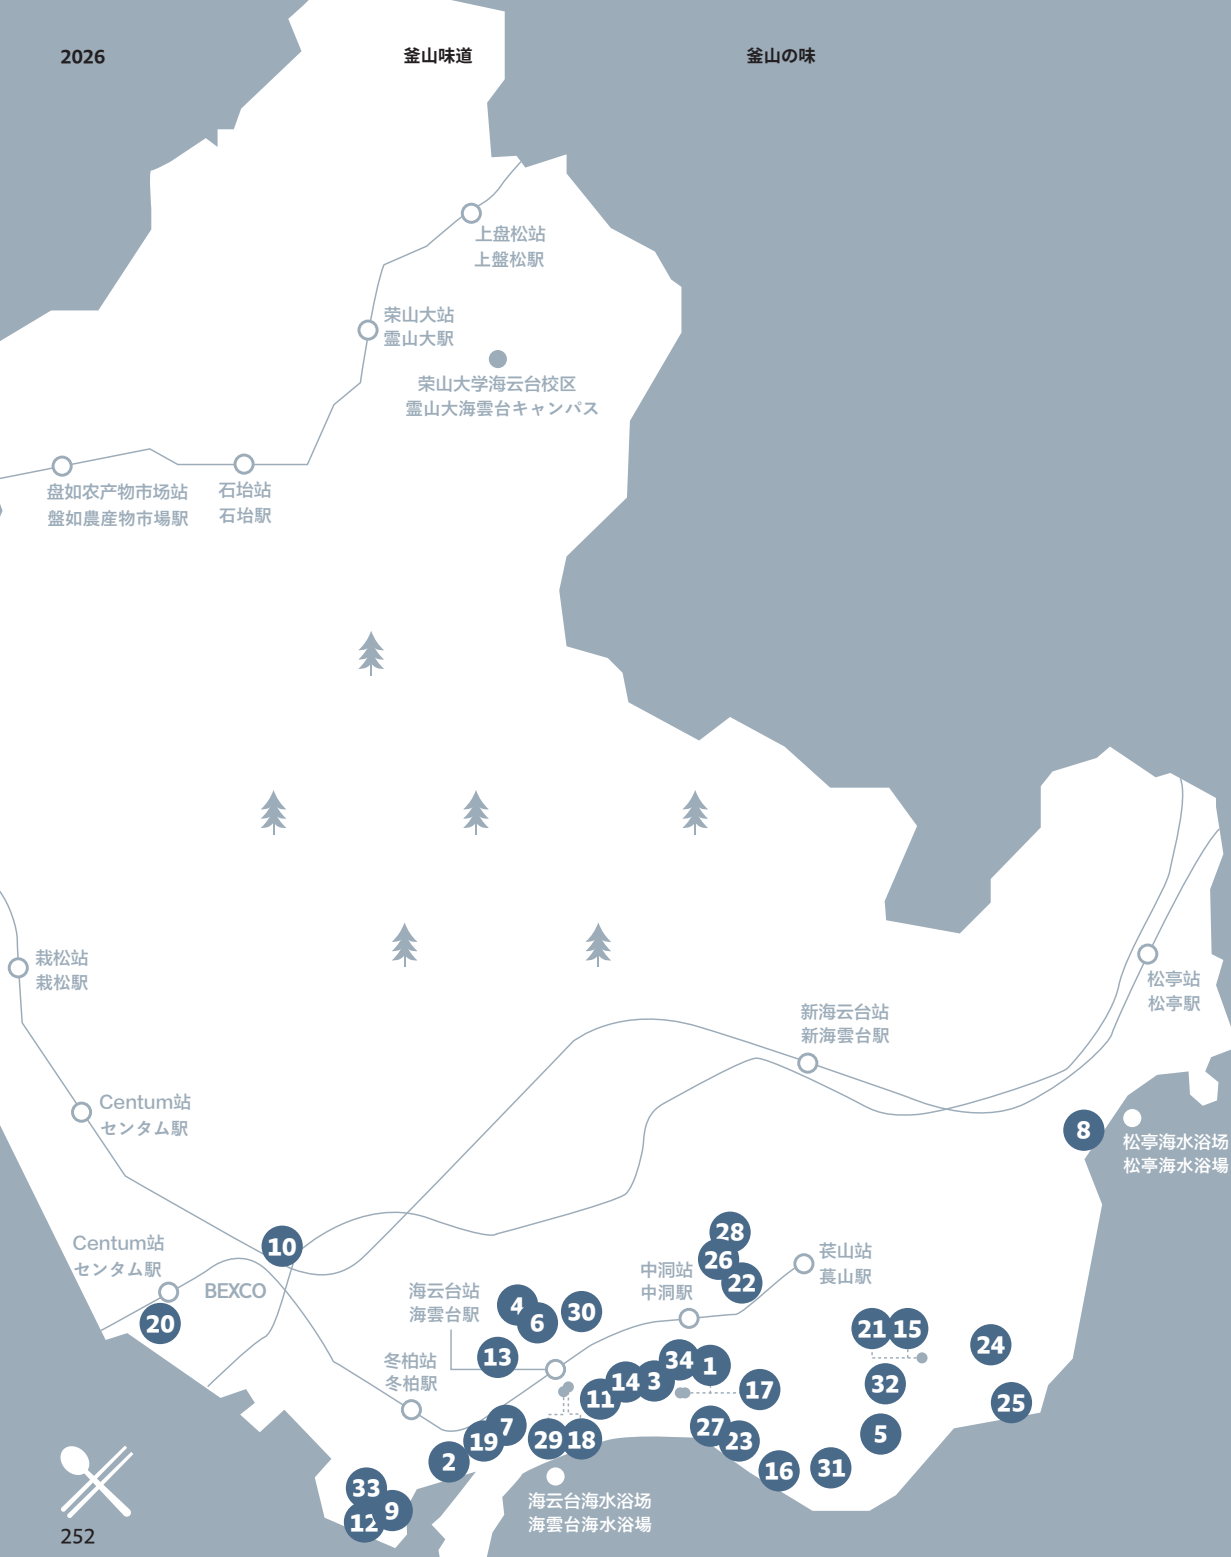 2026
釜山味道
釜山の味
上盘松站
上盤松駅
荣山大站
霊山大駅
荣山大学海云台校区
霊山大海雲台キャンパス
盘如农产物市场站
盤如農産物市場駅
石坮站
石坮駅
栽松站
栽松駅
新海云台站
新海雲台駅
松亭站
松亭駅
Centum站
センタム駅
8
松亭海水浴场
松亭海水浴場
Centum站
センタム駅
10
BEXCO
20
28
26
22
中洞站
中洞駅
苌山站
萇山駅
海云台站
海雲台駅
4
6
30
13
冬柏站
冬柏駅
21
15
24
34
1
14
3
11
17
32
25
7
19
29
18
27
23
5
2
16
31
33
9
12
海云台海水浴场
海雲台海水浴場
252